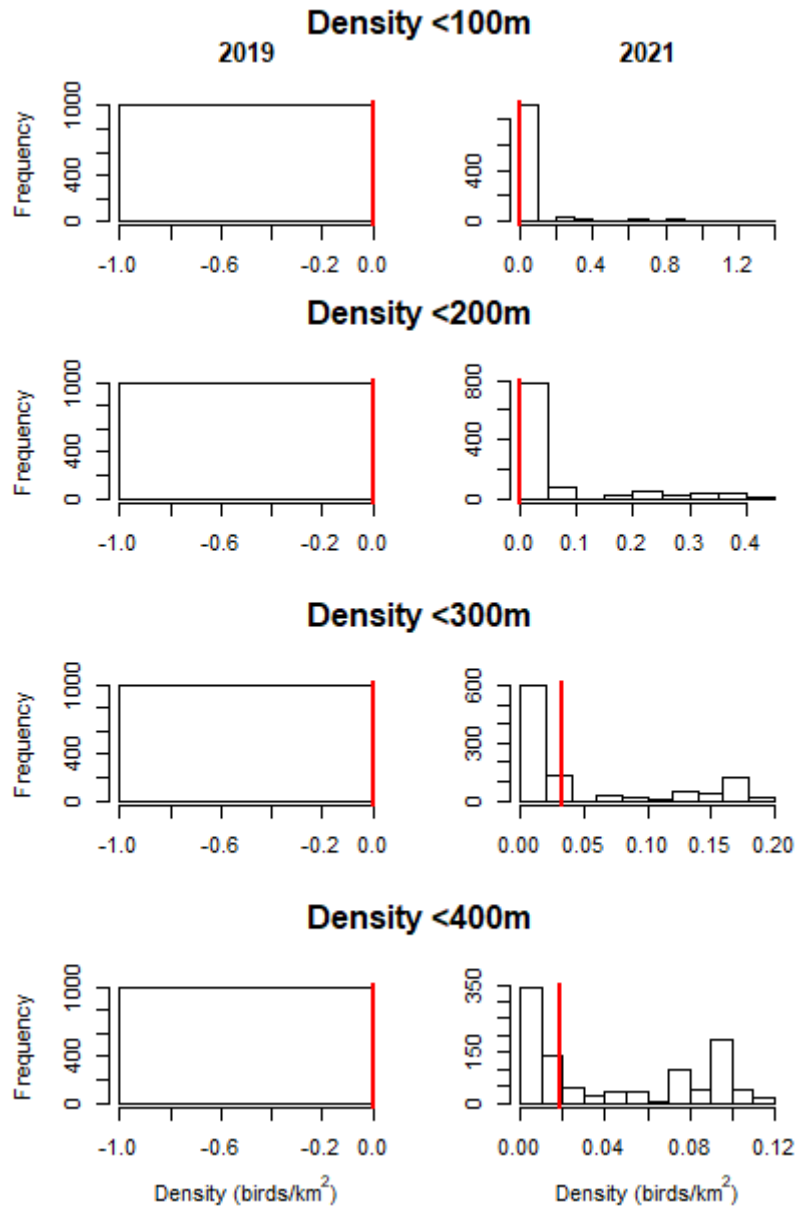 Density <100m
2019 2021
Frequency
0 400 1000
-1.0 -0.6 -0.2 0.0
0 400
0.0 0.4 0.8 1.2
Density <200m
Frequency
0 400 1000
-1.0 -0.6 -0.2 0.0
0 400 800
0.0 0.1 0.2 0.3 0.4
Density <300m
Frequency
0 400 1000
-1.0 -0.6 -0.2 0.0
0 300 600
0.00 0.05 0.10 0.15 0.20
Density <400m
Frequency
0 400 1000
-1.0 -0.6 -0.2 0.0
0 150 350
0.00 0.04 0.08 0.12
Density (birds/km²) Density (birds/km²)